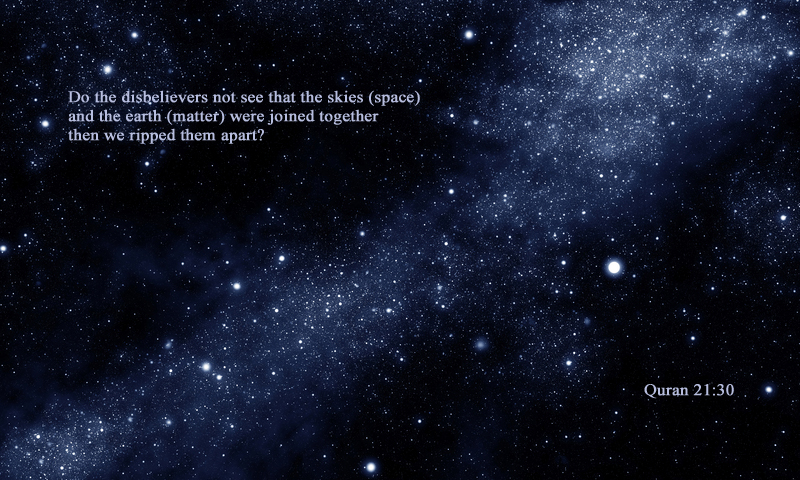 Do the disbelievers not see that the skies (space)
and the earth (matter) were joined together
then we ripped them apart?
Quran 21:30